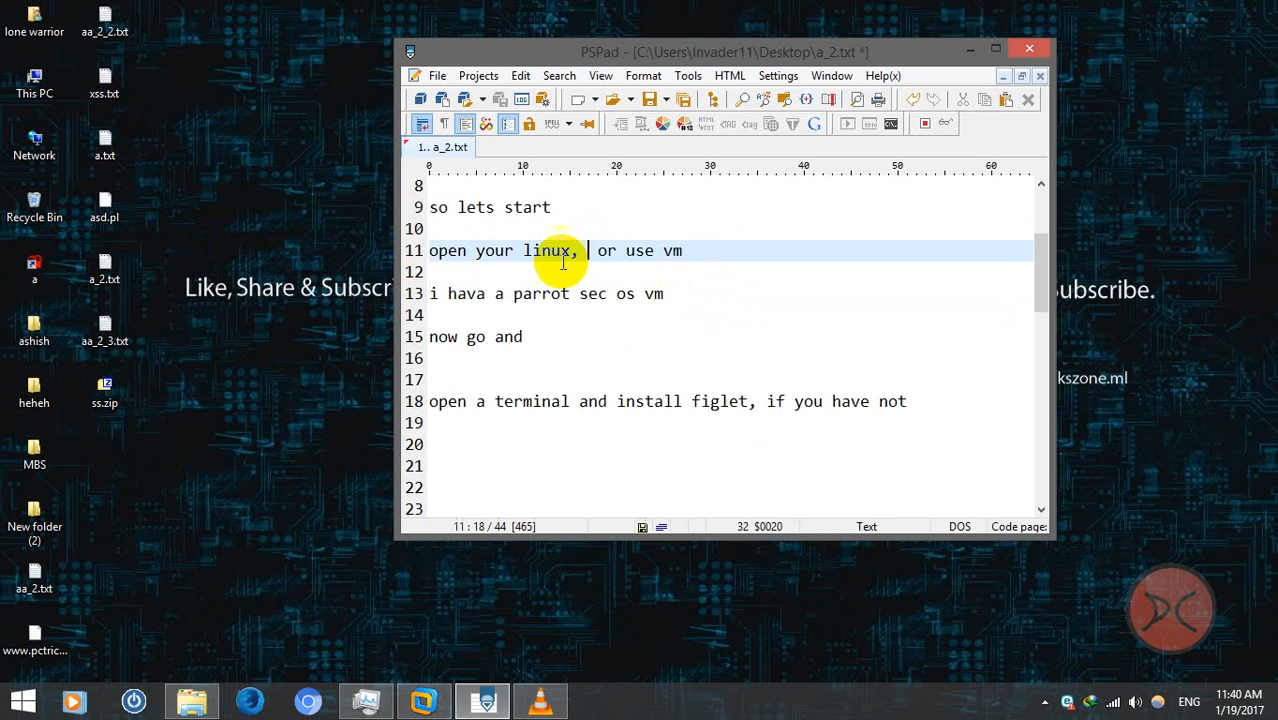 lone warrior
aa_2_2.txt
This PC
xss.txt
Network
a.txt
Recycle Bin
asd.pl
a
a_2.txt
ashish
aa_2_3.txt
heheh
ss.zip
MBS
New folder
(2)
aa_2.txt
www.pctric...
Like, Share & Subscri
ubscribe.
kszone.ml
PSPad - [C:\Users\Invader11\Desktop\a_2.txt *]
File Projects Edit Search View Format Tools HTML Settings Window Help(x)
1.. a_2.txt
0 10 20 30 40 50 60
8
9 so lets start
10
11 open your linux, or use vm
12
13 i hava a parrot sec os vm
14
15 now go and
16
17
18 open a terminal and install figlet, if you have not
19
20
21
22
23
11 : 18 / 44 [465] 32 $0020 Text DOS Code page:
ENG
11:40 AM
1/19/2017